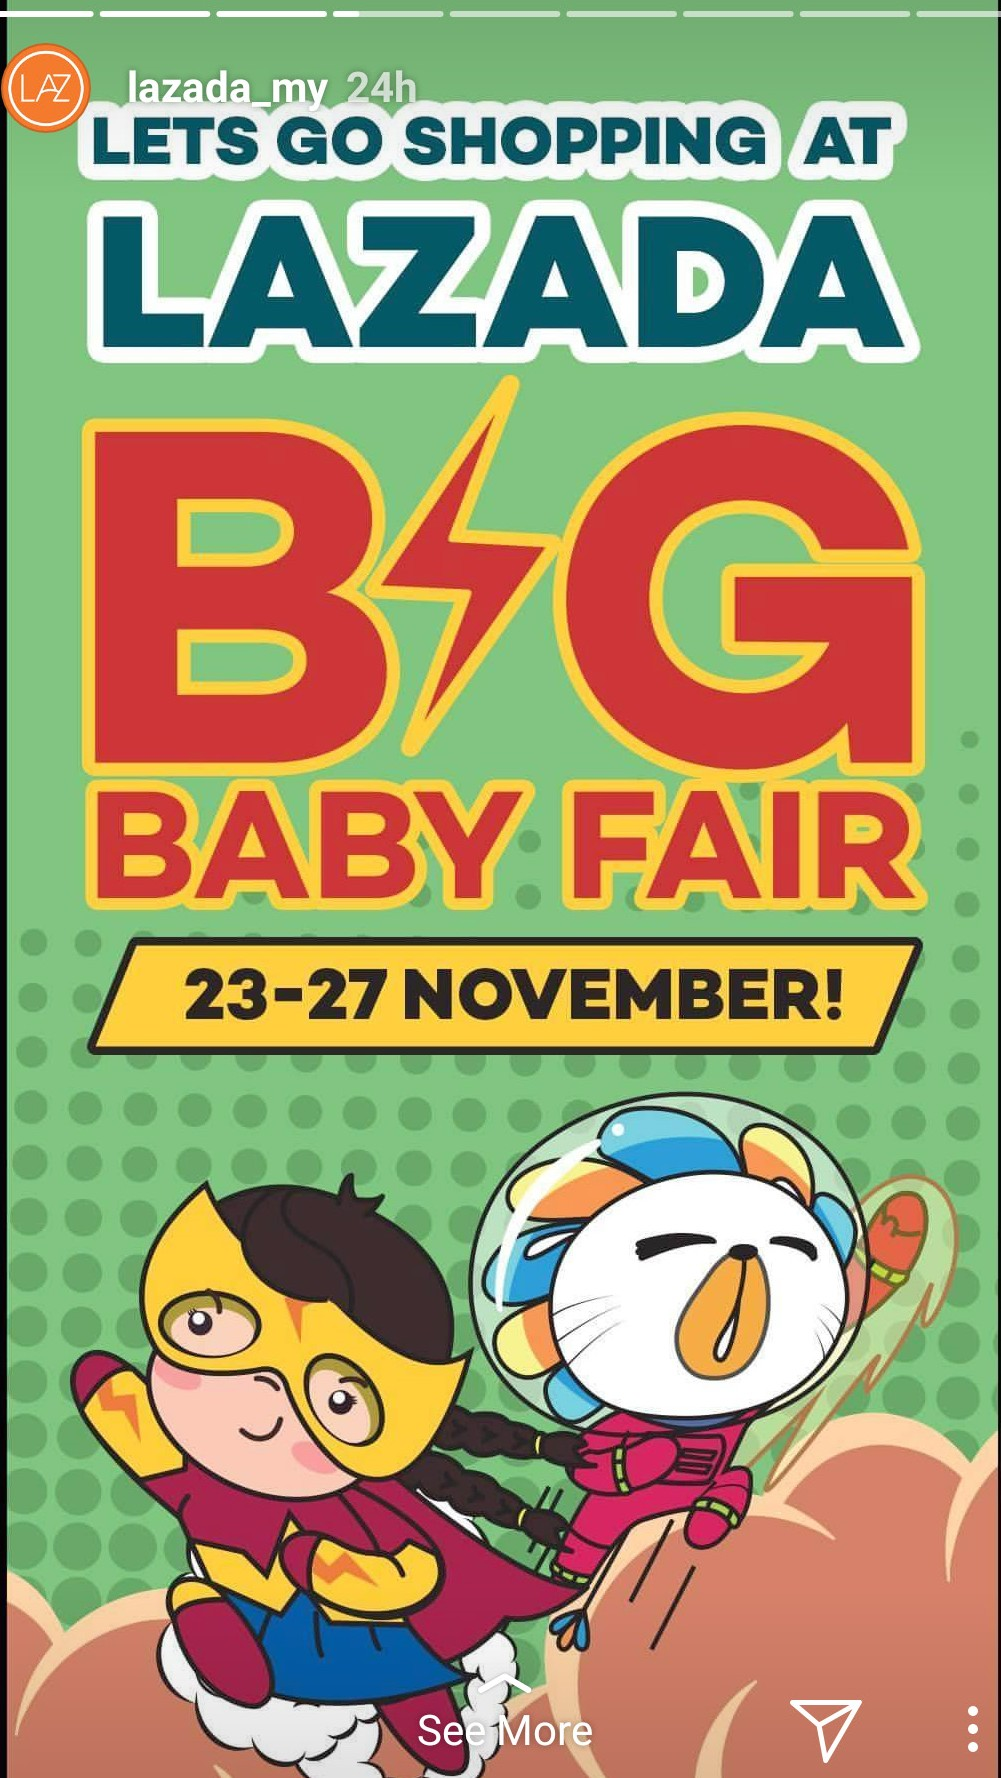 LAZ
lazada_my 24h
LETS GO SHOPPING AT
LAZADA
BIG
BABY FAIR
23-27 NOVEMBER!
See More